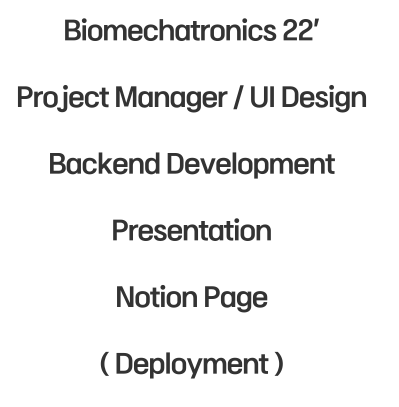 Biomechatronics 22′
Project Manager / UI Design
Backend Development
Presentation
Notion Page
( Deployment )